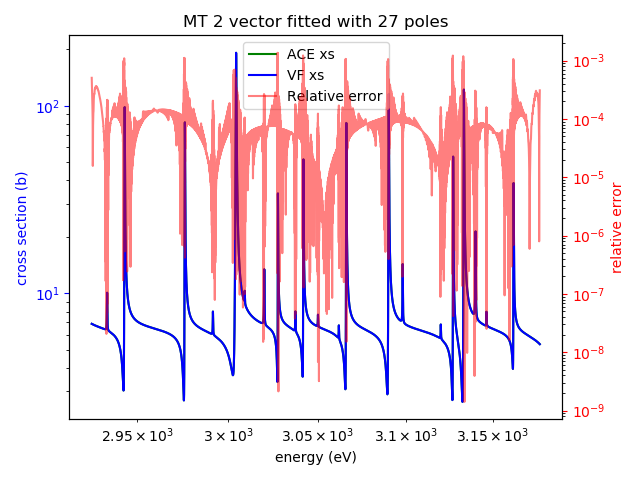 MT 2 vector fitted with 27 poles
ACE xs
VF xs
Relative error
cross section (b)
10²
10¹
relative error
10⁻³
10⁻⁴
10⁻⁵
10⁻⁶
10⁻⁷
10⁻⁸
10⁻⁹
2.95 × 10³ 3 × 10³ 3.05 × 10³ 3.1 × 10³ 3.15 × 10³
energy (eV)